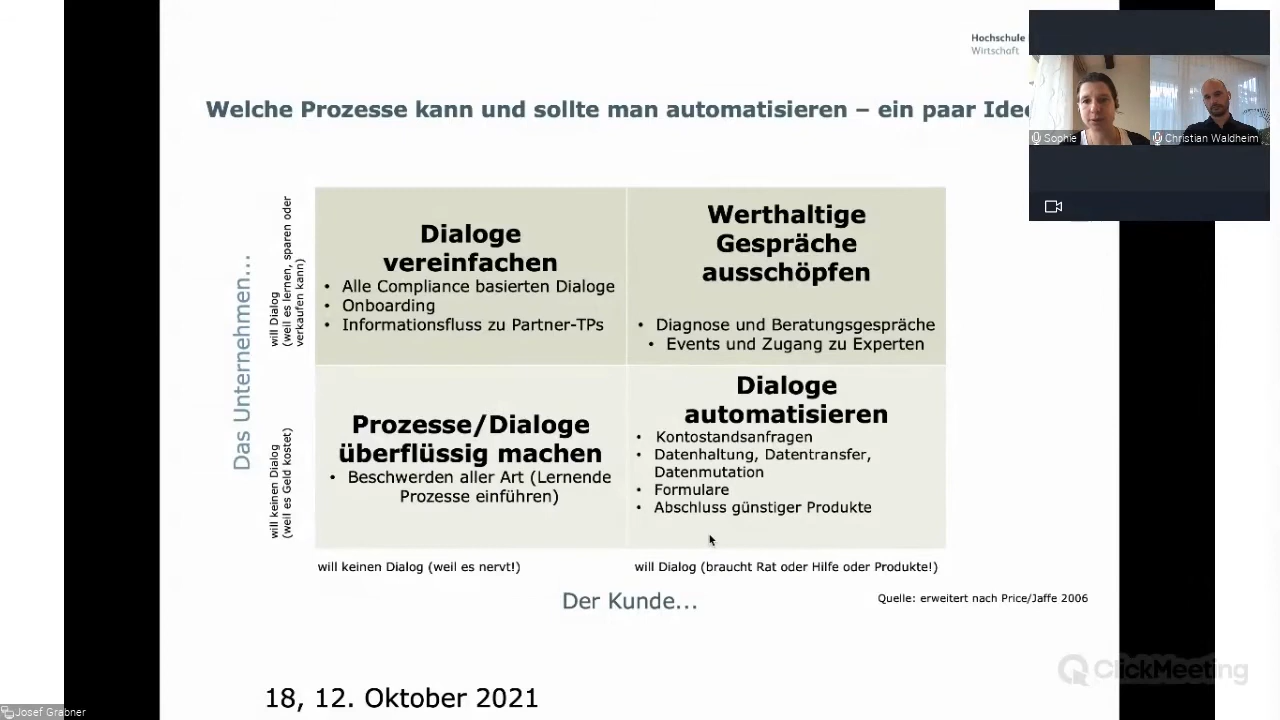 Hochschule
Wirtschaft
Welche Prozesse kann und sollte man automatisieren – ein paar Idee
Sophie
Christian Waldheim
Das Unternehmen...
will Dialog
(weil es lernen, sparen oder
verkaufen kann)
Dialoge
vereinfachen
• Alle Compliance basierten Dialoge
• Onboarding
• Informationsfluss zu Partner-TPs
Werthaltige
Gespräche
ausschöpfen
• Diagnose und Beratungsgespräche
• Events und Zugang zu Experten
will keinen Dialog
(weil es Geld kostet)
Prozesse/Dialoge
überflüssig machen
• Beschwerden aller Art (Lernende
Prozesse einführen)
Dialoge
automatisieren
• Kontostandsanfragen
• Datenhaltung, Datentransfer,
Datenmutation
• Formulare
• Abschluss günstiger Produkte
will keinen Dialog (weil es nervt!)
will Dialog (braucht Rat oder Hilfe oder Produkte!)
Der Kunde...
Quelle: erweitert nach Price/Jaffe 2006
ClickMeeting
18, 12. Oktober 2021
Josef Grabner